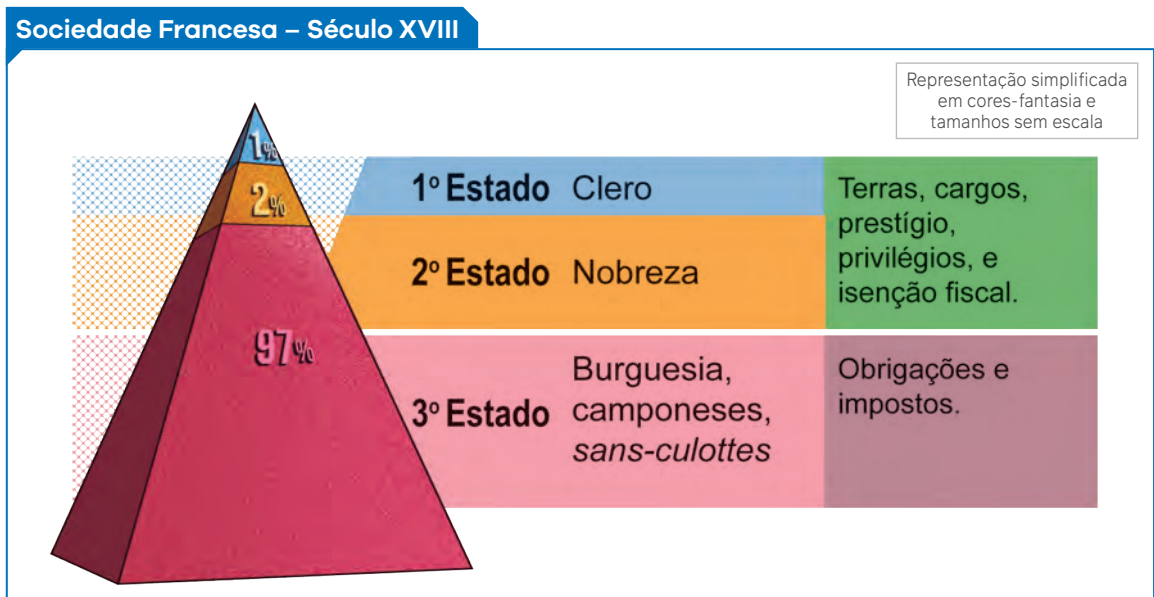 Sociedade Francesa – Século XVIII
Representação simplificada
em cores-fantasia e
tamanhos sem escala
1%
2%
97%
1º Estado Clero
2º Estado Nobreza
Terras, cargos,
prestígio,
privilégios, e
isenção fiscal.
3º Estado
Burguesia,
camponeses,
sans-culottes
Obrigações e
impostos.